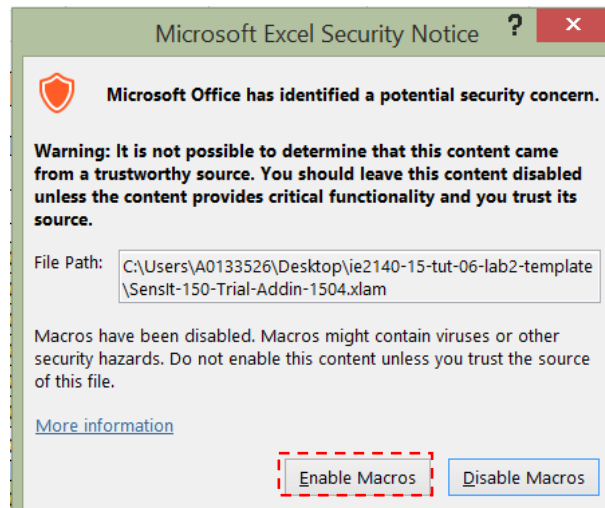 Microsoft Excel Security Notice ? ×
Microsoft Office has identified a potential security concern.
Warning: It is not possible to determine that this content came
from a trustworthy source. You should leave this content disabled
unless the content provides critical functionality and you trust its
source.
File Path: C:\Users\A0133526\Desktop\ie2140-15-tut-06-lab2-template
\SensIt-150-Trial-Addin-1504.xlam
Macros have been disabled. Macros might contain viruses or other
security hazards. Do not enable this content unless you trust the source
of this file.
More information
Enable Macros Disable Macros